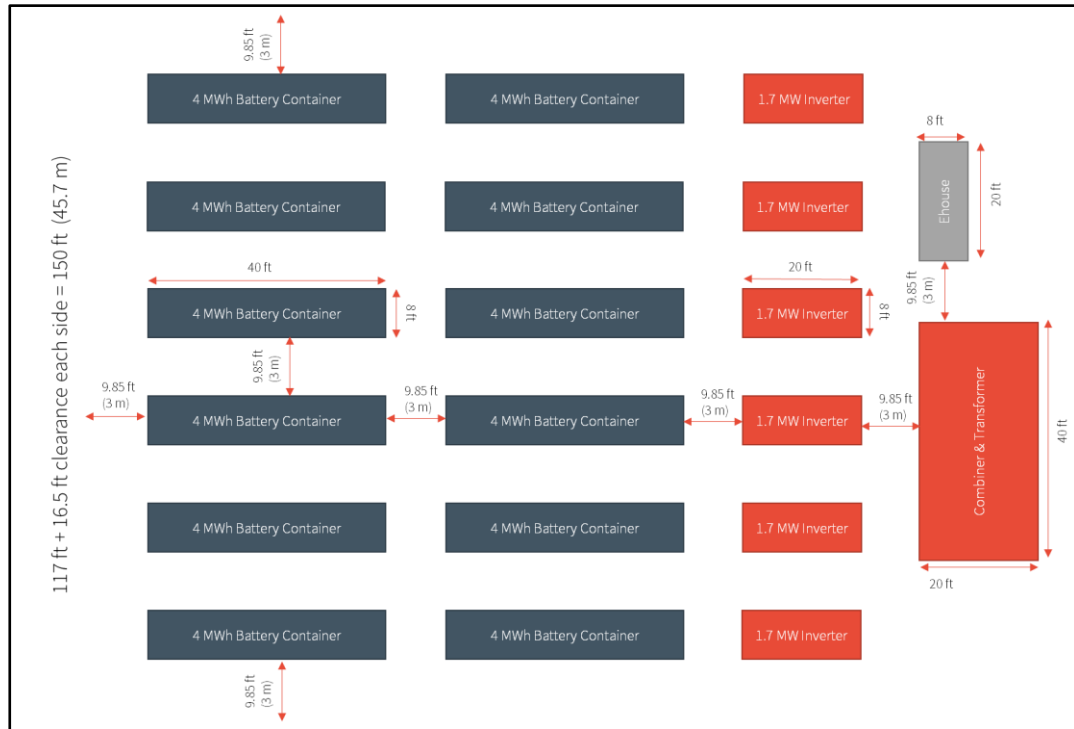 9.85 ft
(3 m)
4 MWh Battery Container
4 MWh Battery Container
1.7 MW Inverter
8 ft
4 MWh Battery Container
4 MWh Battery Container
1.7 MW Inverter
Ehouse
20 ft
117 ft + 16.5 ft clearance each side = 150 ft (45.7 m)
40 ft
20 ft
9.85 ft
(3 m)
4 MWh Battery Container
8 ft
4 MWh Battery Container
1.7 MW Inverter
8 ft
9.85 ft
(3 m)
9.85 ft
(3 m)
9.85 ft
(3 m)
9.85 ft
(3 m)
9.85 ft
(3 m)
4 MWh Battery Container
4 MWh Battery Container
1.7 MW Inverter
Combiner & Transformer
40 ft
4 MWh Battery Container
4 MWh Battery Container
1.7 MW Inverter
20 ft
4 MWh Battery Container
4 MWh Battery Container
1.7 MW Inverter
9.85 ft
(3 m)